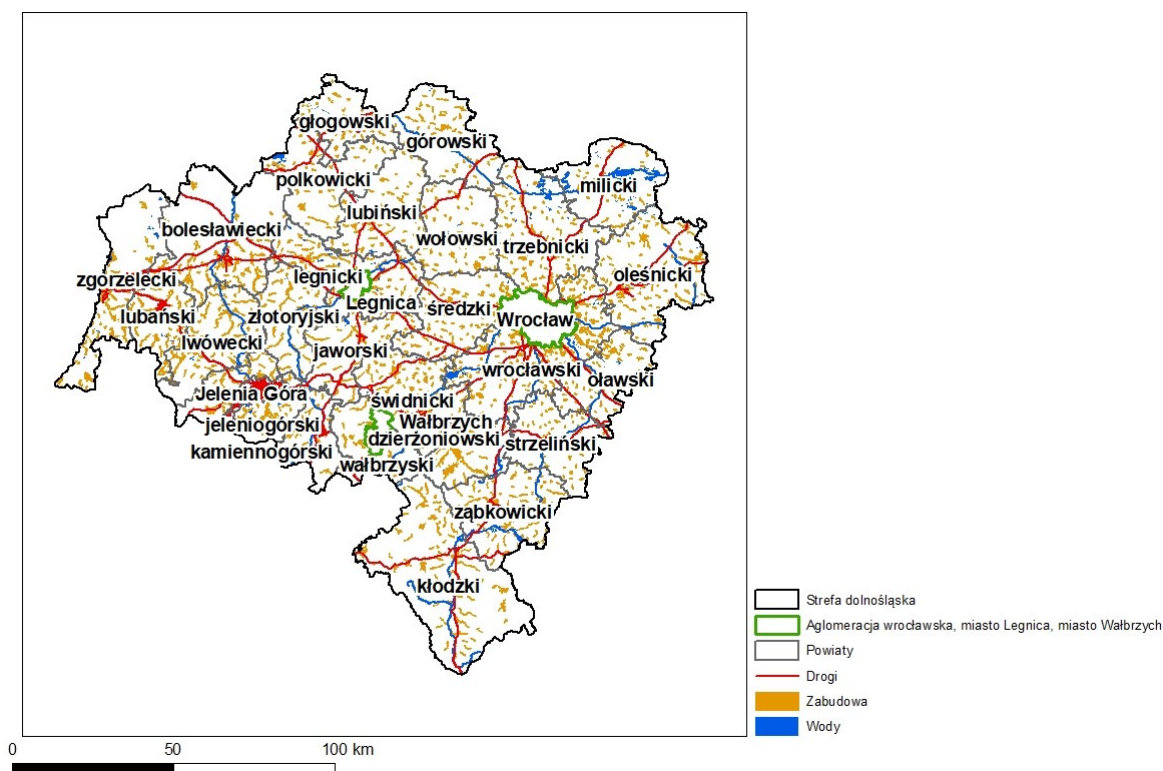 głogowski
górowski
polkowicki
milicki
lubiński
bolesławiecki
wołowski
trzebnicki
zgorzelecki
legnicki
oleśnicki
Legnica
lubański
złotoryjski
średzki
Wrocław
lwówecki
jaworski
wrocławski
oławski
Jelenia Góra
świdnicki
jeleniogórski
Wałbrzych
dzierżoniowski
strzeliński
kamiennogórski
wałbrzyski
ząbkowicki
kłodzki
Strefa dolnośląska
Aglomeracja wrocławska, miasto Legnica, miasto Wałbrzych
Powiaty
Drogi
Zabudowa
Wody
0 50 100 km